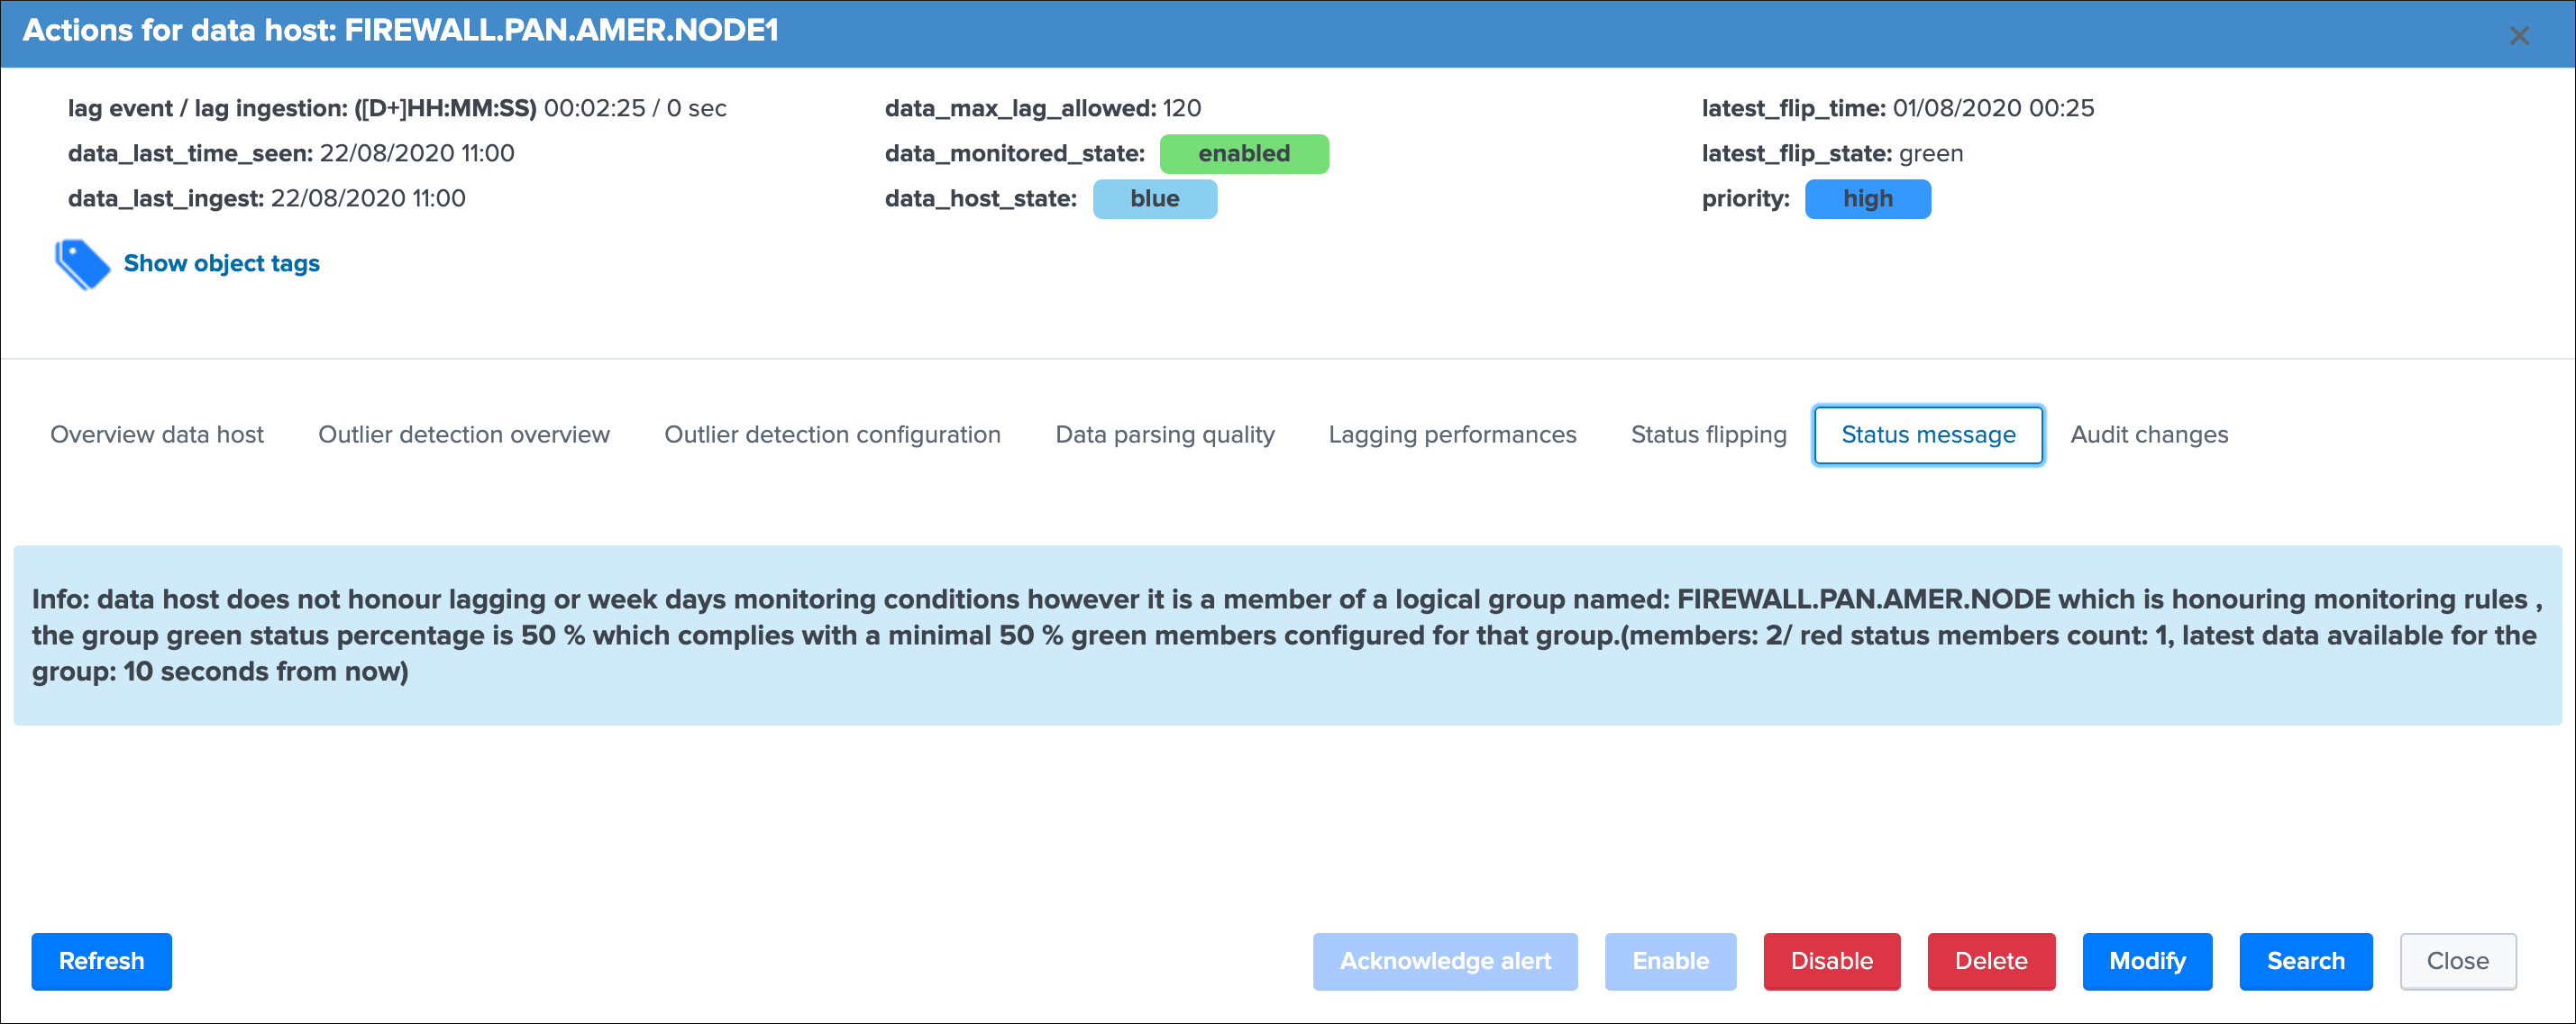 Actions for data host: FIREWALL.PAN.AMER.NODE1
lag event / lag ingestion: ([D+]HH:MM:SS) 00:02:25 / 0 sec
data_last_time_seen: 22/08/2020 11:00
data_last_ingest: 22/08/2020 11:00
data_max_lag_allowed: 120
data_monitored_state: enabled
data_host_state: blue
latest_flip_time: 01/08/2020 00:25
latest_flip_state: green
priority: high
Show object tags
Overview data host Outlier detection overview Outlier detection configuration Data parsing quality Lagging performances Status flipping Status message Audit changes
Info: data host does not honour lagging or week days monitoring conditions however it is a member of a logical group named: FIREWALL.PAN.AMER.NODE which is honouring monitoring rules ,
the group green status percentage is 50 % which complies with a minimal 50 % green members configured for that group.(members: 2/ red status members count: 1, latest data available for the
group: 10 seconds from now)
Refresh Acknowledge alert Enable Disable Delete Modify Search Close